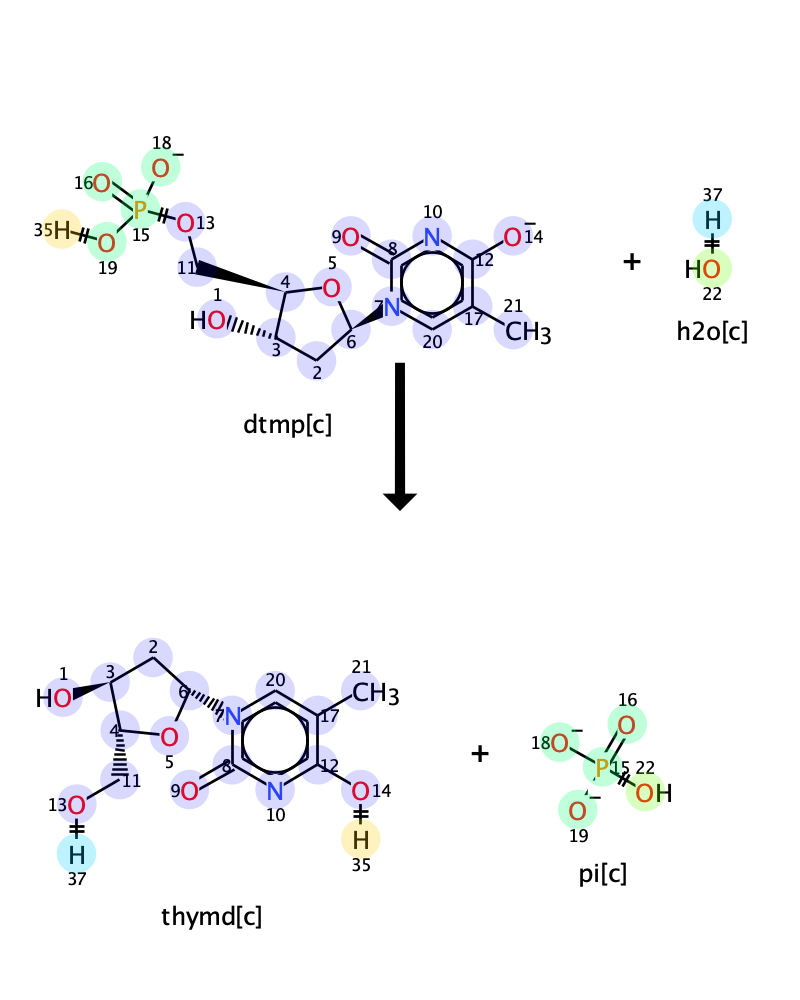 18
16 O O −
37
35 H P O 13
10
H
15
O
9 O 8 N O − 14
19
11
12
HO
5
1 4 O
7 N
21
22
HO
17 CH3
+
h2o[c]
3
6
20
2
dtmp[c]
2
21
1 3
20
CH3
HO
6
16
7 N
17
O
4 O
18 O −
5
P 15 22
8
12
+
OH
11
9 O N O 14
13 O
10
− O
19
H
H
pi[c]
37
35
thymd[c]